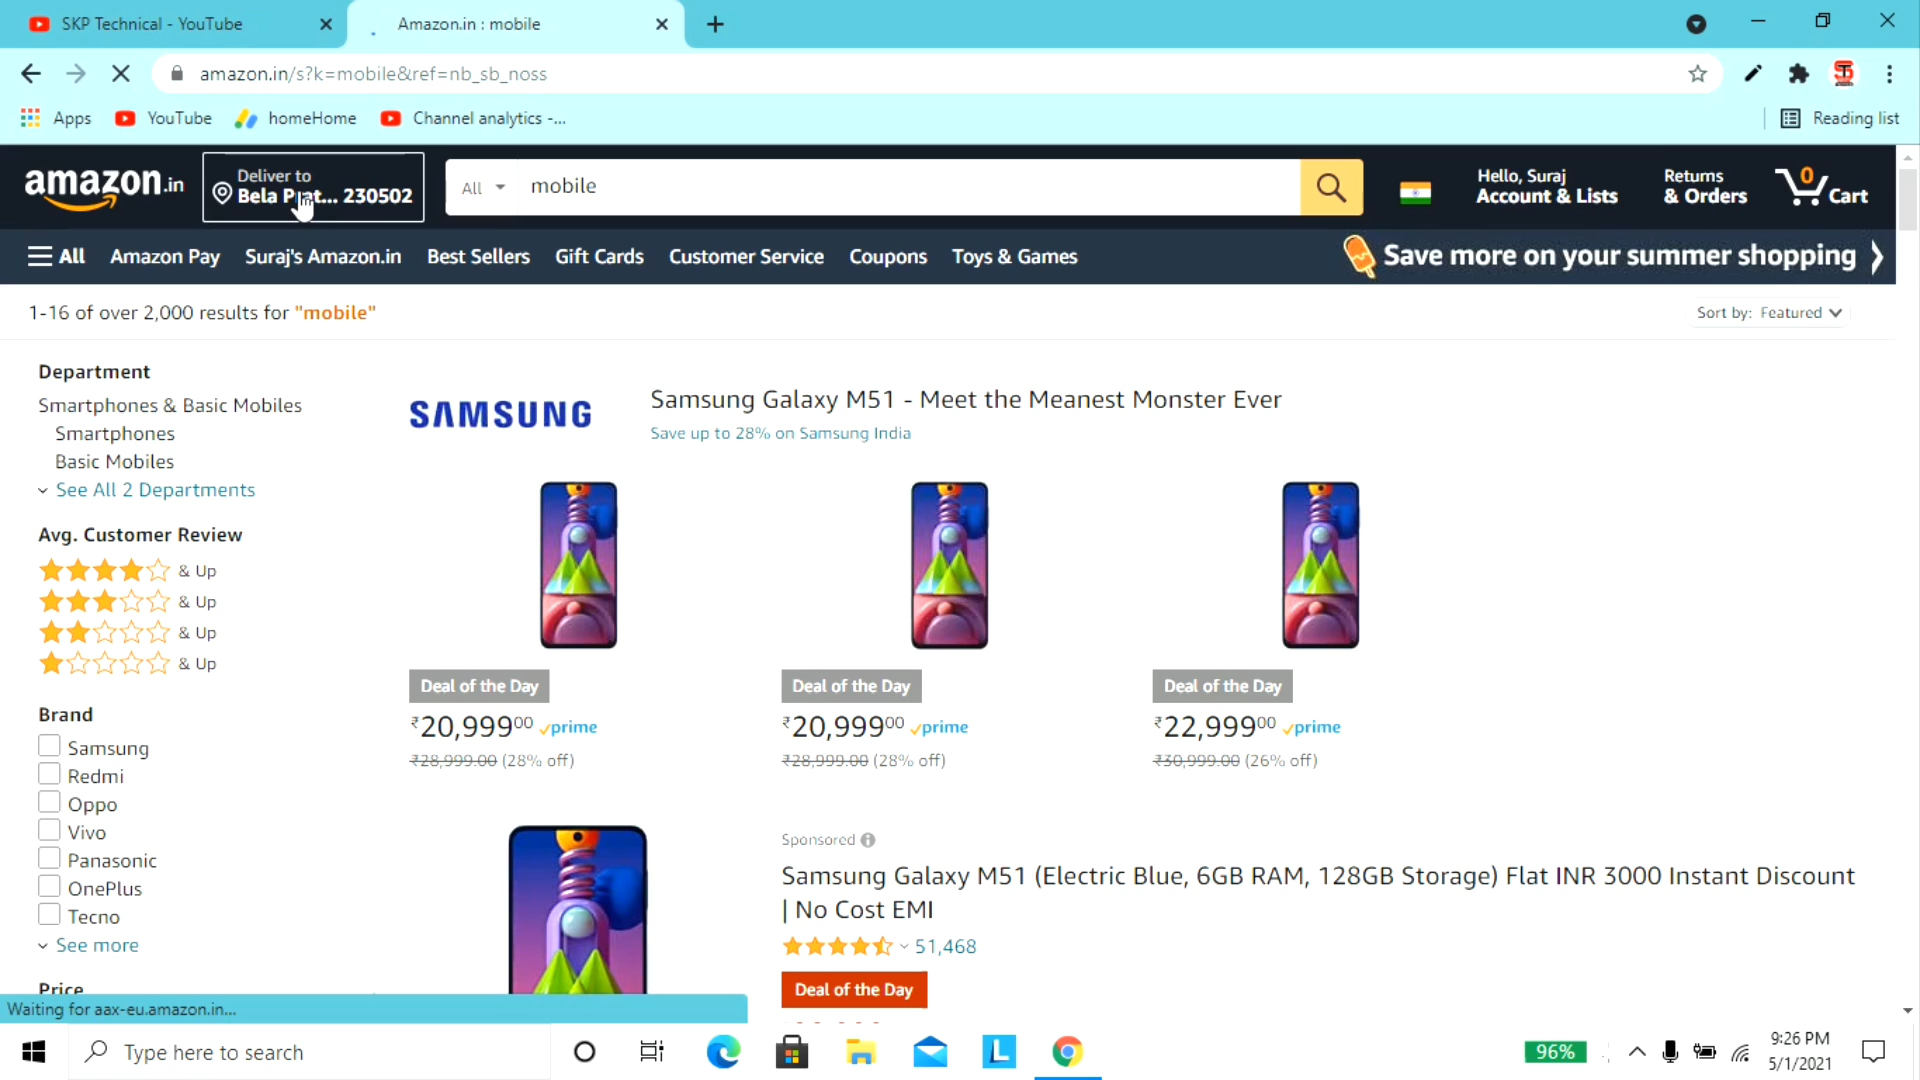 SKP Technical - YouTube
Amazon.in : mobile
amazon.in/s?k=mobile&ref=nb_sb_noss
Apps
YouTube
homeHome
Channel analytics -...
Reading list
amazon.in
Deliver to
Bela Prat... 230502
All
mobile
Hello, Suraj
Account & Lists
Returns
& Orders
0
Cart
All
Amazon Pay
Suraj's Amazon.in
Best Sellers
Gift Cards
Customer Service
Coupons
Toys & Games
Save more on your summer shopping
1-16 of over 2,000 results for "mobile"
Sort by: Featured
Department
Smartphones & Basic Mobiles
Smartphones
Basic Mobiles
See All 2 Departments
Avg. Customer Review
& Up
& Up
& Up
& Up
Brand
Samsung
Redmi
Oppo
Vivo
Panasonic
OnePlus
Tecno
See more
Price
SAMSUNG
Samsung Galaxy M51 - Meet the Meanest Monster Ever
Save up to 28% on Samsung India
Deal of the Day
₹20,99900 prime
₹28,999.00 (28% off)
Deal of the Day
₹20,99900 prime
₹28,999.00 (28% off)
Deal of the Day
₹22,99900 prime
₹30,999.00 (26% off)
Sponsored
Samsung Galaxy M51 (Electric Blue, 6GB RAM, 128GB Storage) Flat INR 3000 Instant Discount
| No Cost EMI
51,468
Deal of the Day
Waiting for aax-eu.amazon.in...
Type here to search
L
96%
9:26 PM
5/1/2021